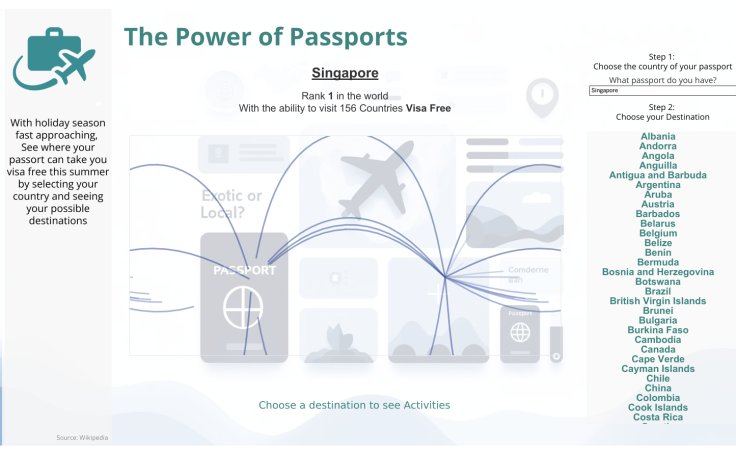 The Power of Passports
Singapore
Rank 1 in the world
With the ability to visit 156 Countries Visa Free
With holiday season
fast approaching,
See where your
passort can take you
visa free this summer
by selecting your
country and seeing
your possible
destinations
Source: Wikipedia
Exotic or
Local?
PASSPORT
Comderne
Passport
Choose a destination to see Activities
Step 1:
Choose the country of your passport
What passport do you have?
Singapore
Step 2:
Choose your Destination
Albania
Andorra
Angola
Anguilla
Antigua and Barbuda
Argentina
Aruba
Austria
Barbados
Belarus
Belgium
Belize
Benin
Bermuda
Bosnia and Herzegovina
Botswana
Brazil
British Virgin Islands
Brunei
Bulgaria
Burkina Faso
Cambodia
Canada
Cape Verde
Cayman Islands
Chile
China
Colombia
Cook Islands
Costa Rica